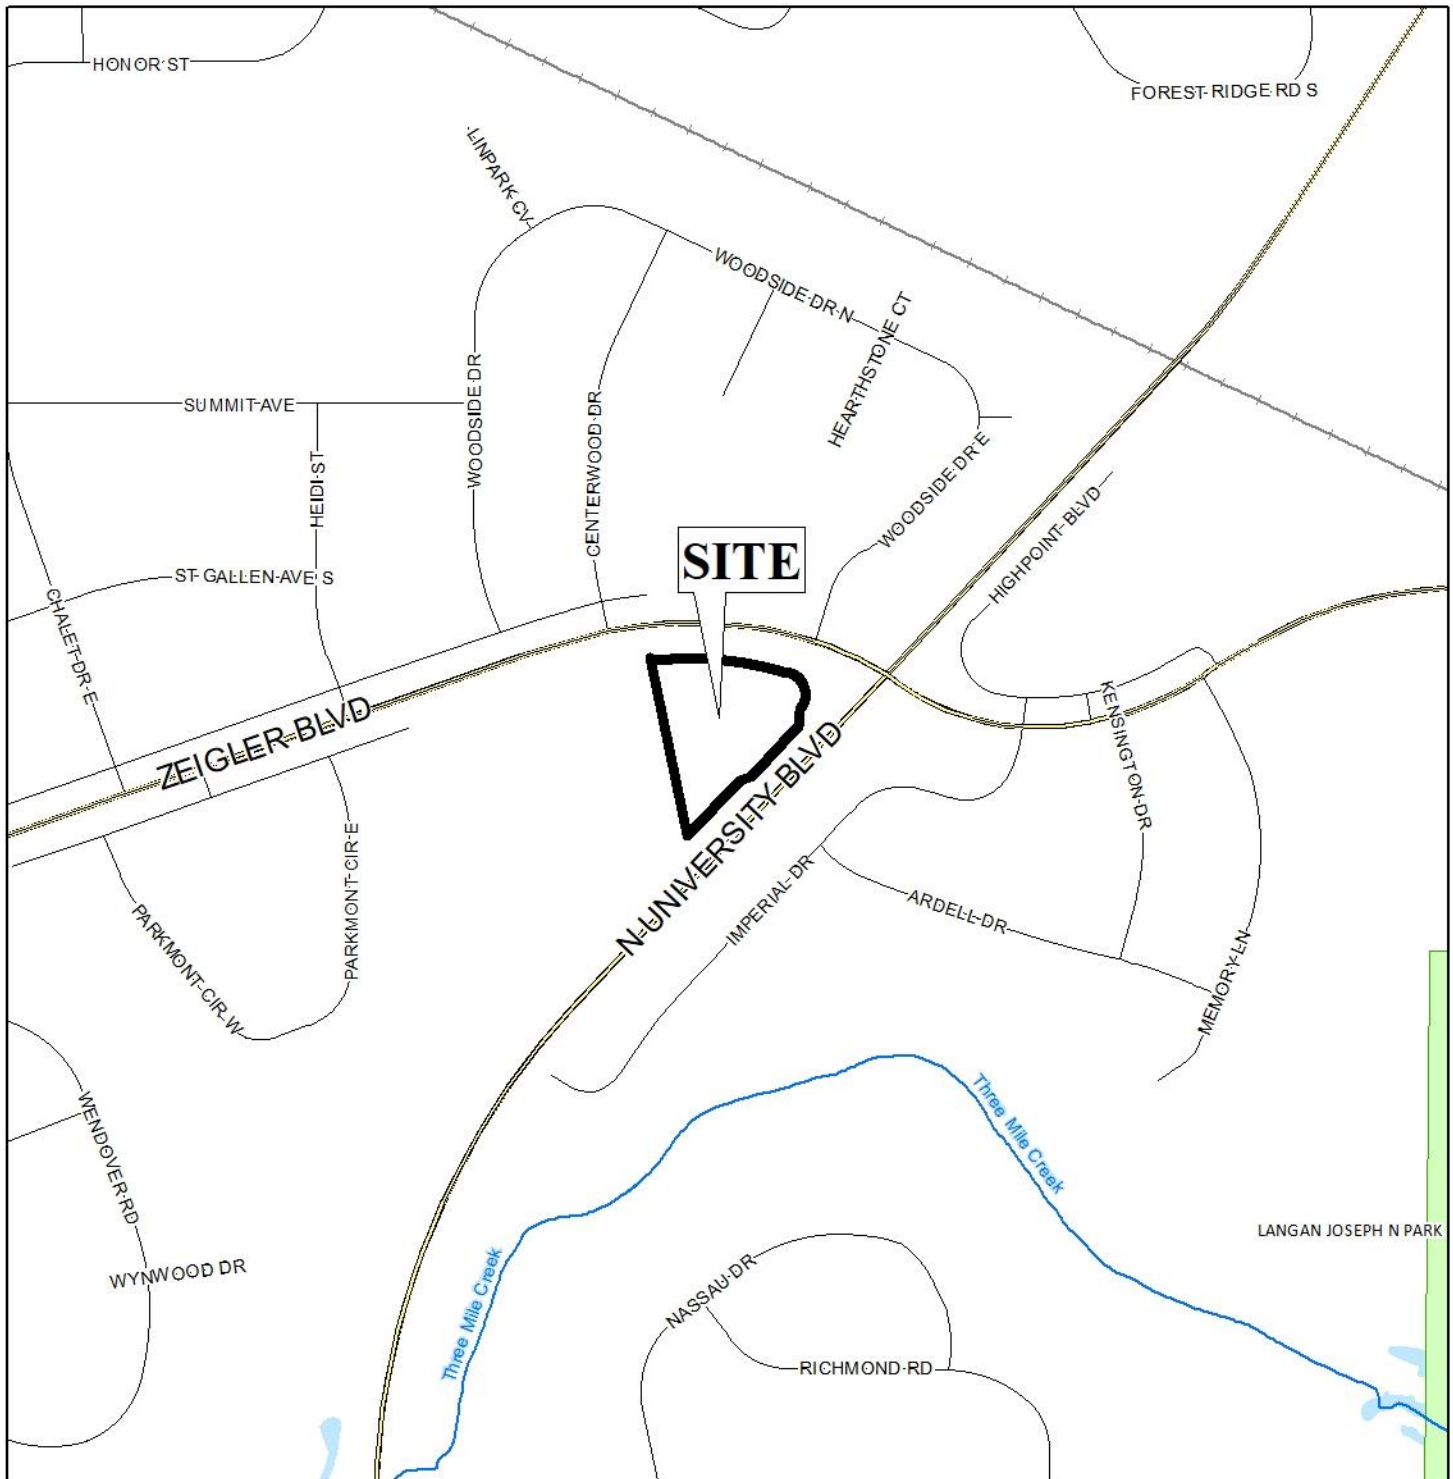 HONOR ST
FOREST RIDGE RD S
LINPARK CV
WOODSIDE DR N
HEARTHSTONE CT
SUMMIT AVE
WOODSIDE DR
CENTERWOOD DR
HEIDI ST
WOODSIDE DR E
HIGHPOINT BLVD
SITE
ST GALLEN AVE S
CHALET DR E
ZEIGLER BLVD
KENSINGTON DR
N UNIVERSITY BLVD
PARKMONT CIR E
IMPERIAL DR
ARDELL DR
PARKMONT CIR W
MEMORY LN
WENDOVER RD
Three Mile Creek
LANGAN JOSEPH N PARK
WYNWOOD DR
Three Mile Creek
NASSAU DR
RICHMOND RD